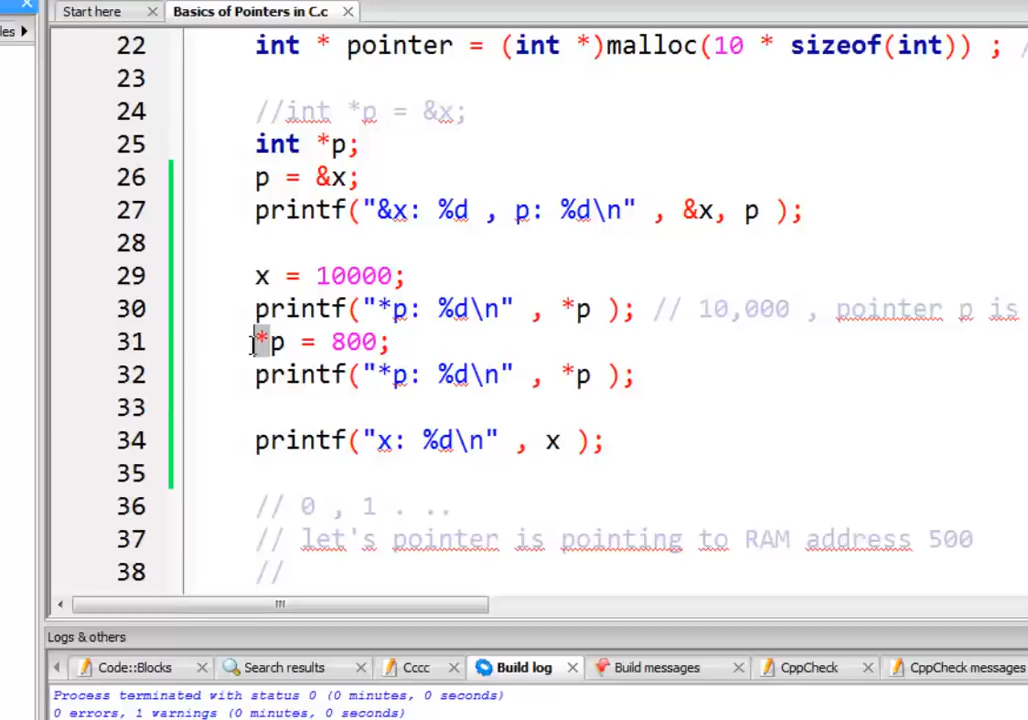 Start here
Basics of Pointers in C.c
les
22 int * pointer = (int *)malloc(10 * sizeof(int)) ; /
23
24 //int *p = &x;
25 int *p;
26 p = &x;
27 printf("&x: %d , p: %d\n" , &x, p );
28
29 x = 10000;
30 printf("*p: %d\n" , *p ); // 10,000 , pointer p is
31 *p = 800;
32 printf("*p: %d\n" , *p );
33
34 printf("x: %d\n" , x );
35
36 // 0 , 1 . ..
37 // let's pointer is pointing to RAM address 500
38 //
Logs & others
Code::Blocks Search results Cccc Build log Build messages CppCheck CppCheck messages
Process terminated with status 0 (0 minutes, 0 seconds)
0 errors, 1 warnings (0 minutes, 0 seconds)